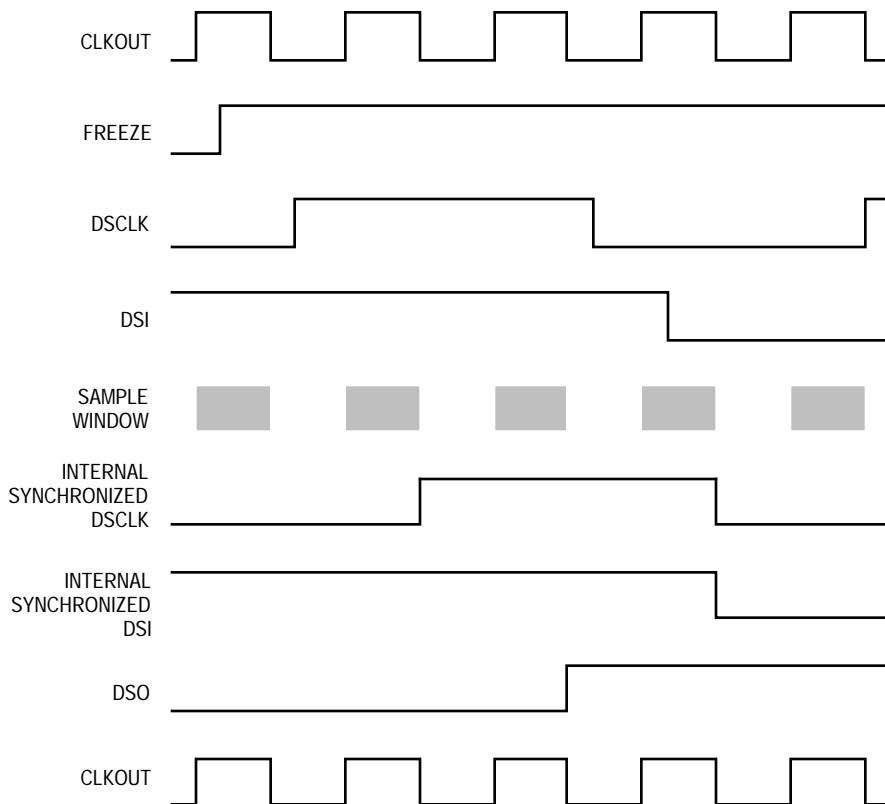 CLKOUT
FREEZE
DSCLK
DSI
SAMPLE
WINDOW
INTERNAL
SYNCHRONIZED
DSCLK
INTERNAL
SYNCHRONIZED
DSI
DSO
CLKOUT